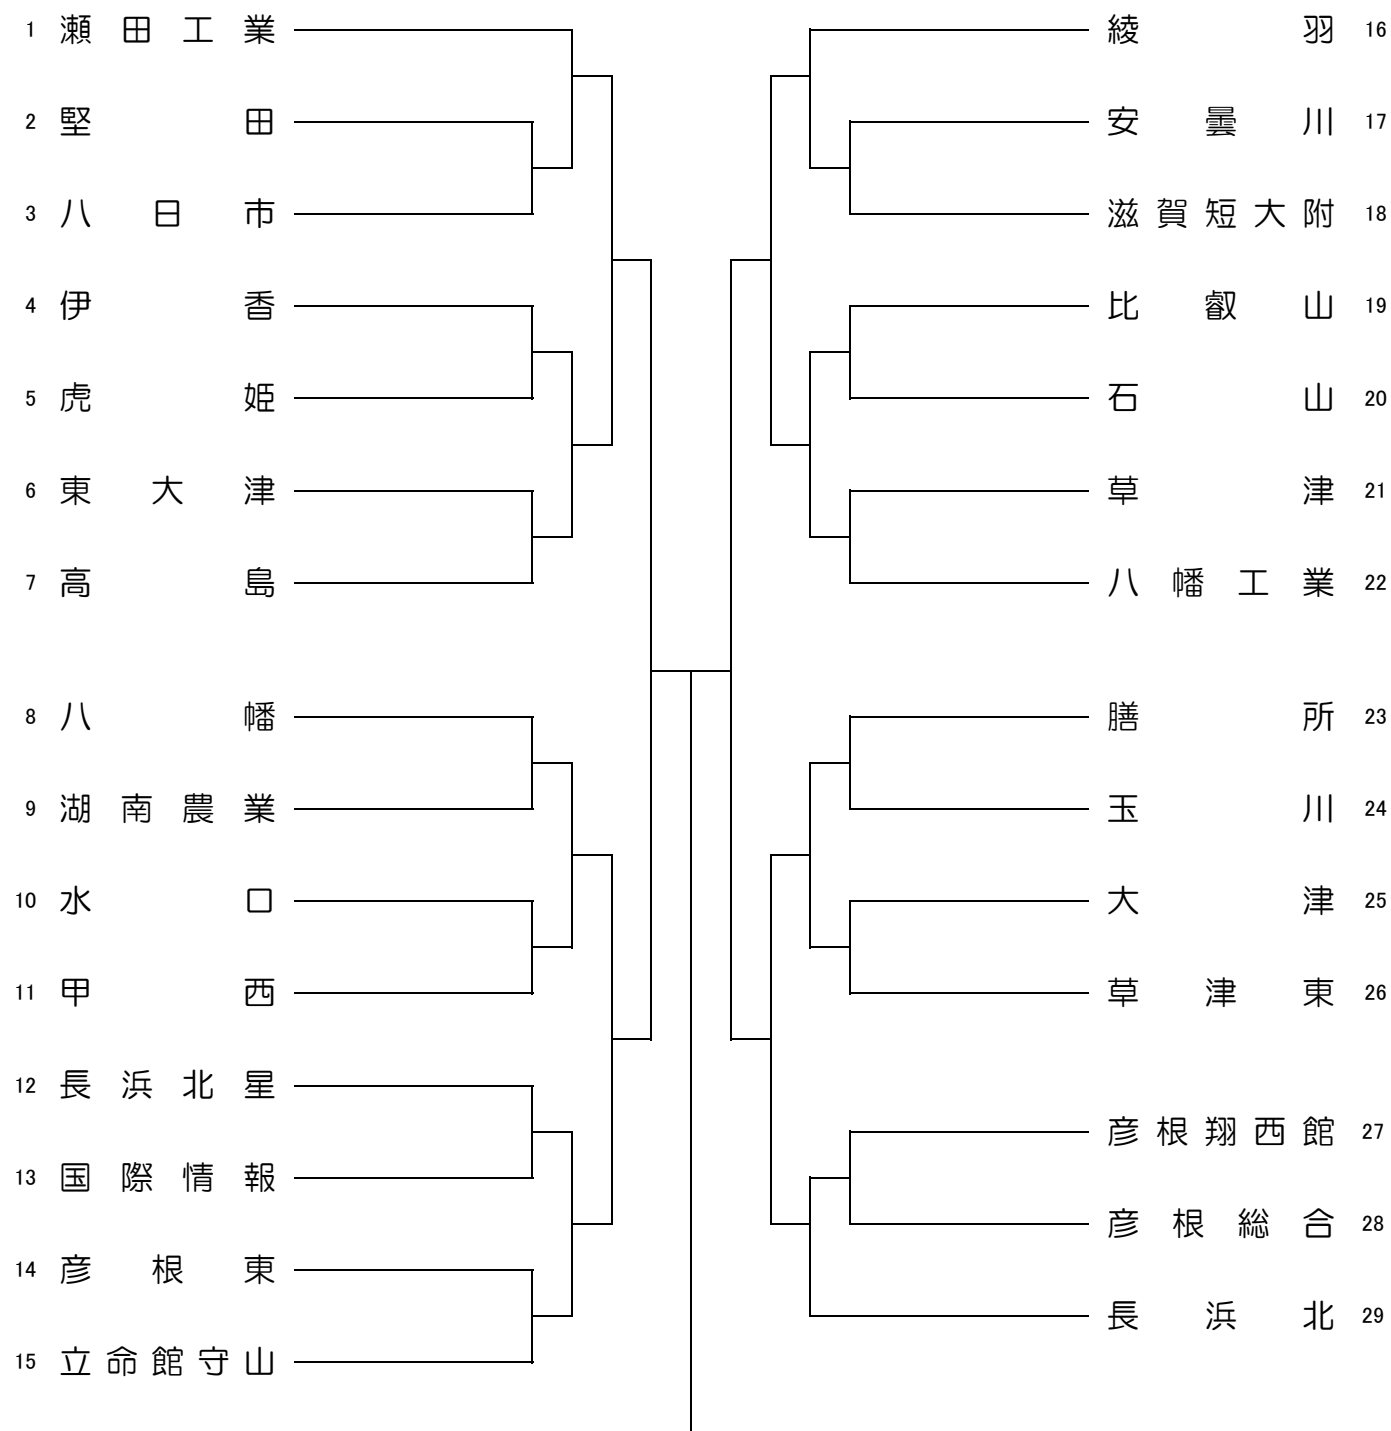 1 瀬田工業
2 堅田
3 八日市
4 伊香
5 虎姫
6 東大津
7 高島
8 八幡
9 湖南農業
10 水口
11 甲西
12 長浜北星
13 国際情報
14 彦根東
15 立命館守山
綾羽 16
安曇川 17
滋賀短大附 18
比叡山 19
石山 20
草津 21
八幡工業 22
膳所 23
玉川 24
大津 25
草津東 26
彦根翔西館 27
彦根総合 28
長浜北 29